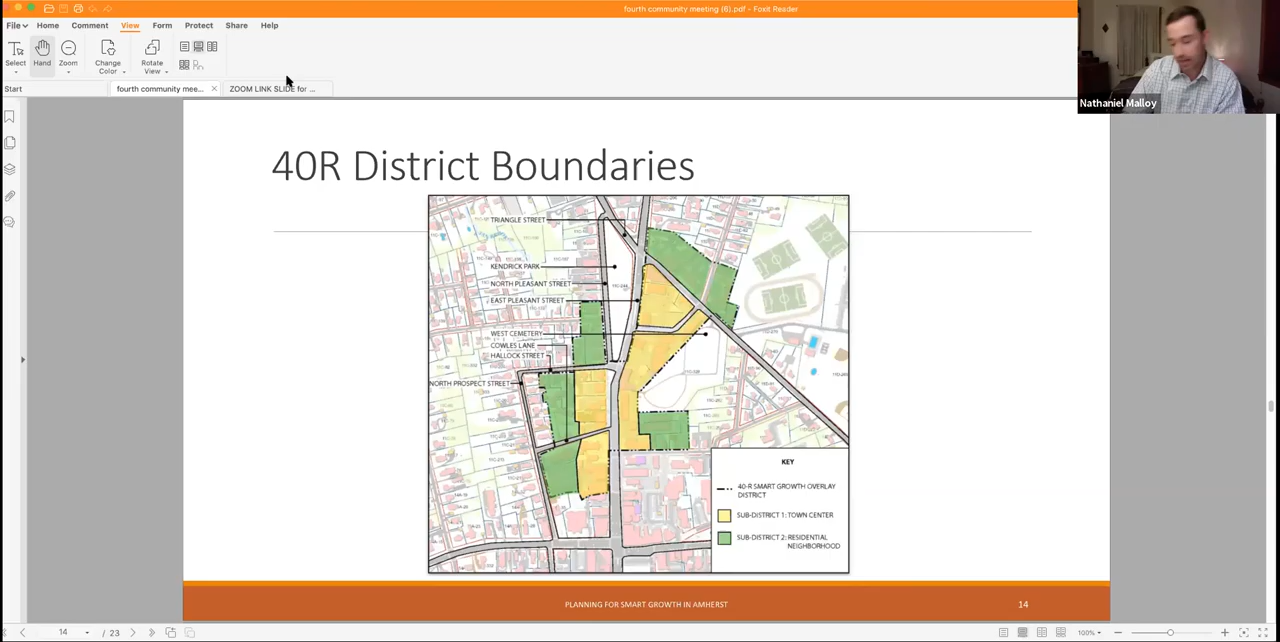 fourth community meeting (6).pdf - Foxit Reader
File Home Comment View Form Protect Share Help
Select Hand Zoom Change Color Rotate View
Start fourth community mee... ZOOM LINK SLIDE for ...
Nathaniel Malloy
40R District Boundaries
TRIANGLE STREET
KENDRICK PARK
NORTH PLEASANT STREET
EAST PLEASANT STREET
WEST CEMETERY
COWLES LANE
HALLOCK STREET
NORTH PROSPECT STREET
KEY
40-R SMART GROWTH OVERLAY
DISTRICT
SUB-DISTRICT 1: TOWN CENTER
SUB-DISTRICT 2: RESIDENTIAL
NEIGHBORHOOD
PLANNING FOR SMART GROWTH IN AMHERST 14
14 / 23 100%